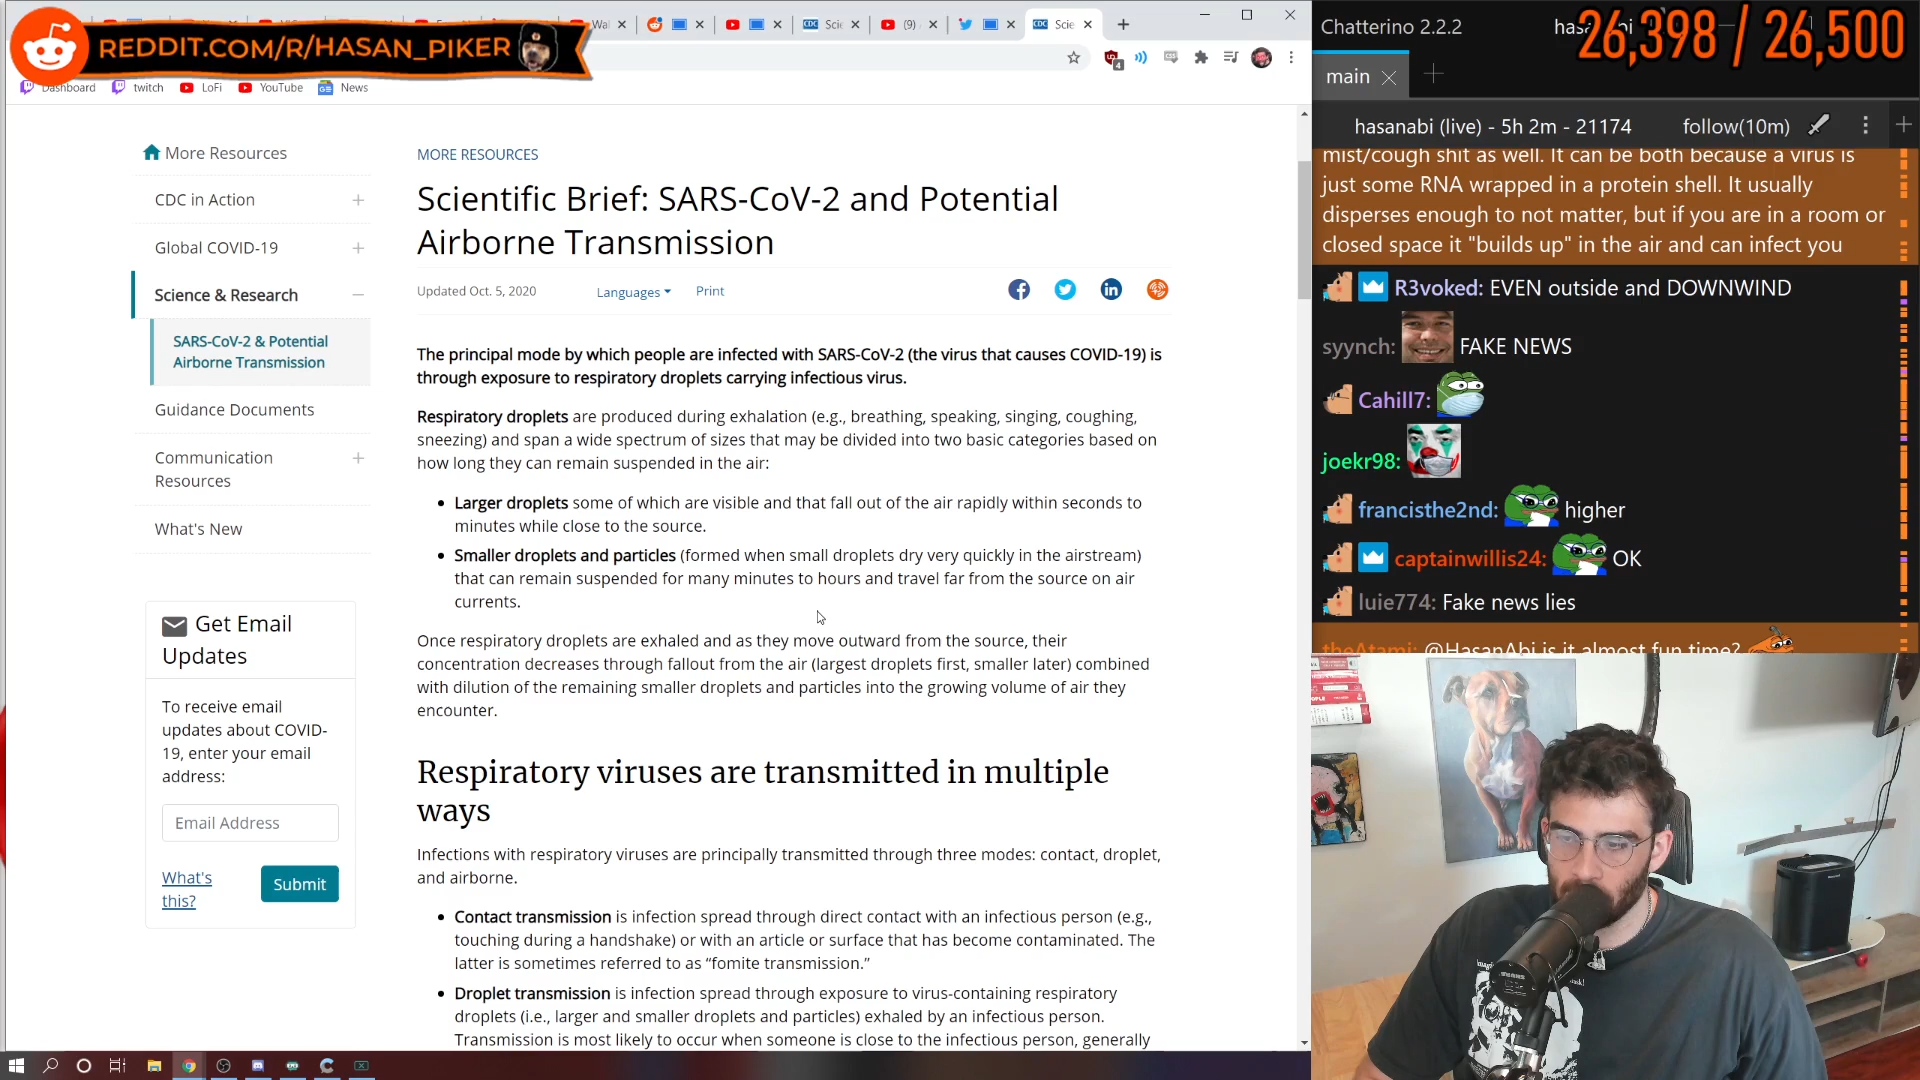 REDDIT.COM/R/HASAN_PIKER
Scie
(9)
Scie
4
Dashboard
twitch
LoFi
YouTube
News
More Resources
CDC in Action
Global COVID-19
Science & Research
SARS-CoV-2 & Potential
Airborne Transmission
Guidance Documents
Communication
Resources
What's New
Get Email
Updates
To receive email
updates about COVID-
19, enter your email
address:
Email Address
What's
this?
Submit
MORE RESOURCES
Scientific Brief: SARS-CoV-2 and Potential
Airborne Transmission
Updated Oct. 5, 2020
Languages
Print
The principal mode by which people are infected with SARS-CoV-2 (the virus that causes COVID-19) is
through exposure to respiratory droplets carrying infectious virus.
Respiratory droplets are produced during exhalation (e.g., breathing, speaking, singing, coughing,
sneezing) and span a wide spectrum of sizes that may be divided into two basic categories based on
how long they can remain suspended in the air:
• Larger droplets some of which are visible and that fall out of the air rapidly within seconds to
minutes while close to the source.
• Smaller droplets and particles (formed when small droplets dry very quickly in the airstream)
that can remain suspended for many minutes to hours and travel far from the source on air
currents.
Once respiratory droplets are exhaled and as they move outward from the source, their
concentration decreases through fallout from the air (largest droplets first, smaller later) combined
with dilution of the remaining smaller droplets and particles into the growing volume of air they
encounter.
Respiratory viruses are transmitted in multiple
ways
Infections with respiratory viruses are principally transmitted through three modes: contact, droplet,
and airborne.
• Contact transmission is infection spread through direct contact with an infectious person (e.g.,
touching during a handshake) or with an article or surface that has become contaminated. The
latter is sometimes referred to as “fomite transmission.”
• Droplet transmission is infection spread through exposure to virus-containing respiratory
droplets (i.e., larger and smaller droplets and particles) exhaled by an infectious person.
Transmission is most likely to occur when someone is close to the infectious person, generally
Chatterino 2.2.2
26,398 / 26,500
main
hasanabi (live) - 5h 2m - 21174
follow(10m)
mist/cough shit as well. It can be both because a virus is
just some RNA wrapped in a protein shell. It usually
disperses enough to not matter, but if you are in a room or
closed space it "builds up" in the air and can infect you
R3voked: EVEN outside and DOWNWIND
syynch: FAKE NEWS
Cahill7:
joekr98:
francisthe2nd: higher
captainwillis24: OK
luie774: Fake news lies
theAtami: @HasanAbi is it almost fun time?